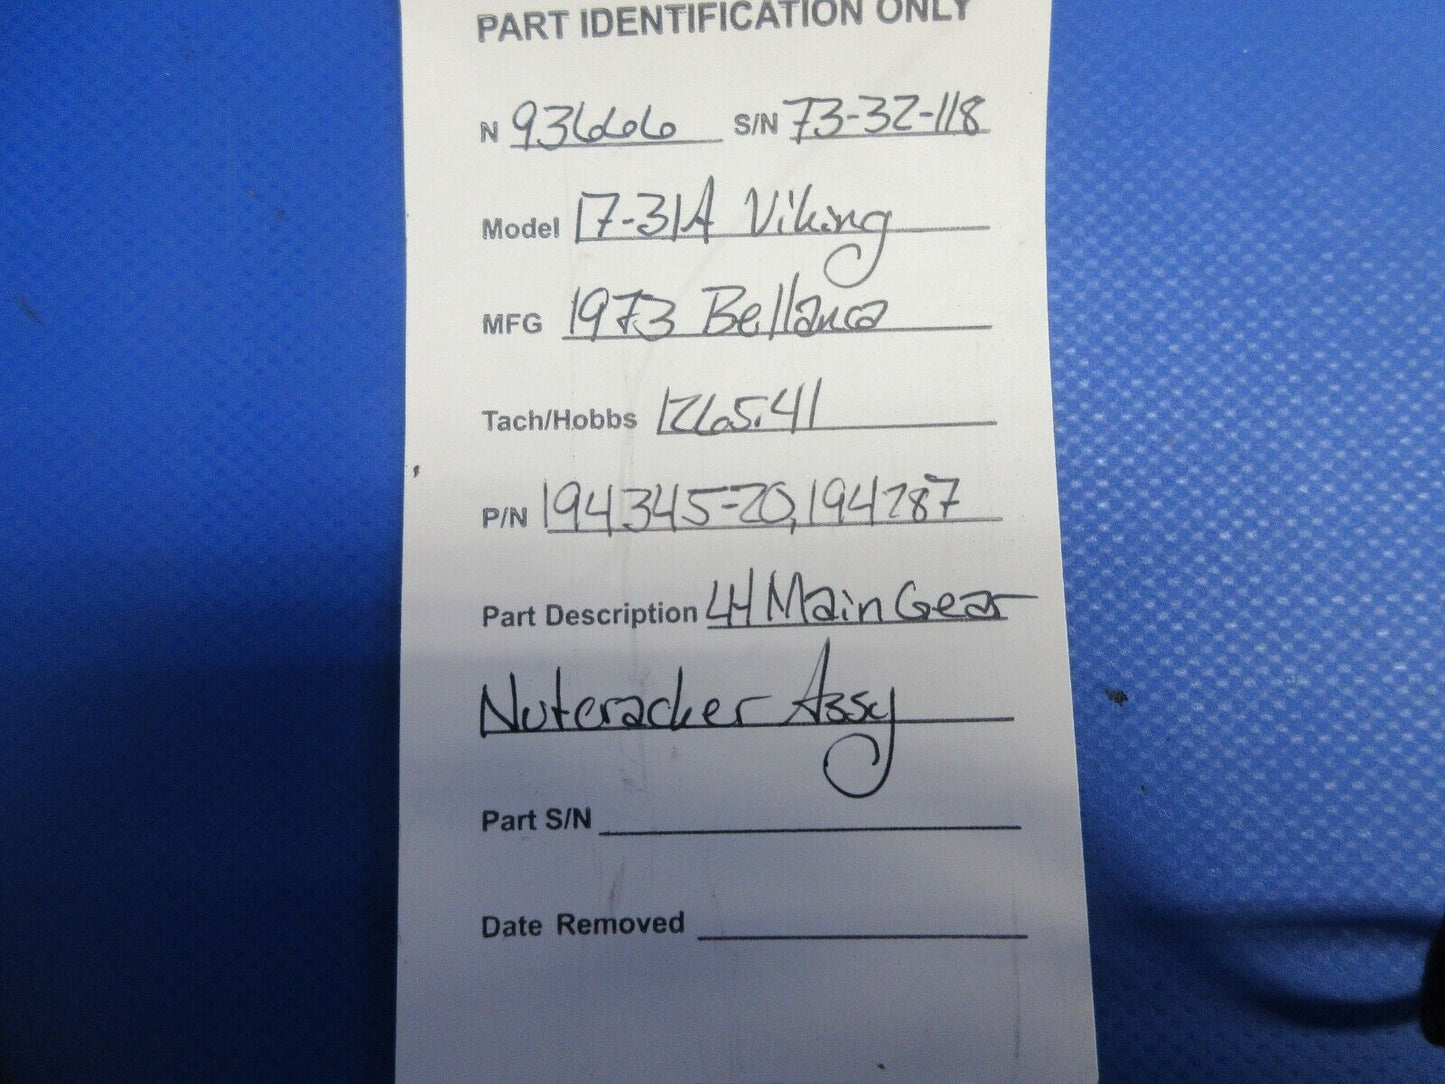 PART IDENTIFICATION ONLY
N 93666 S/N 73-32-118
Model 17-31A Viking
MFG 1973 Bellanca
Tach/Hobbs 1265.41
P/N 194345-20, 194287
Part Description LH Main Gear
Nutcracker Assy
Part S/N
Date Removed